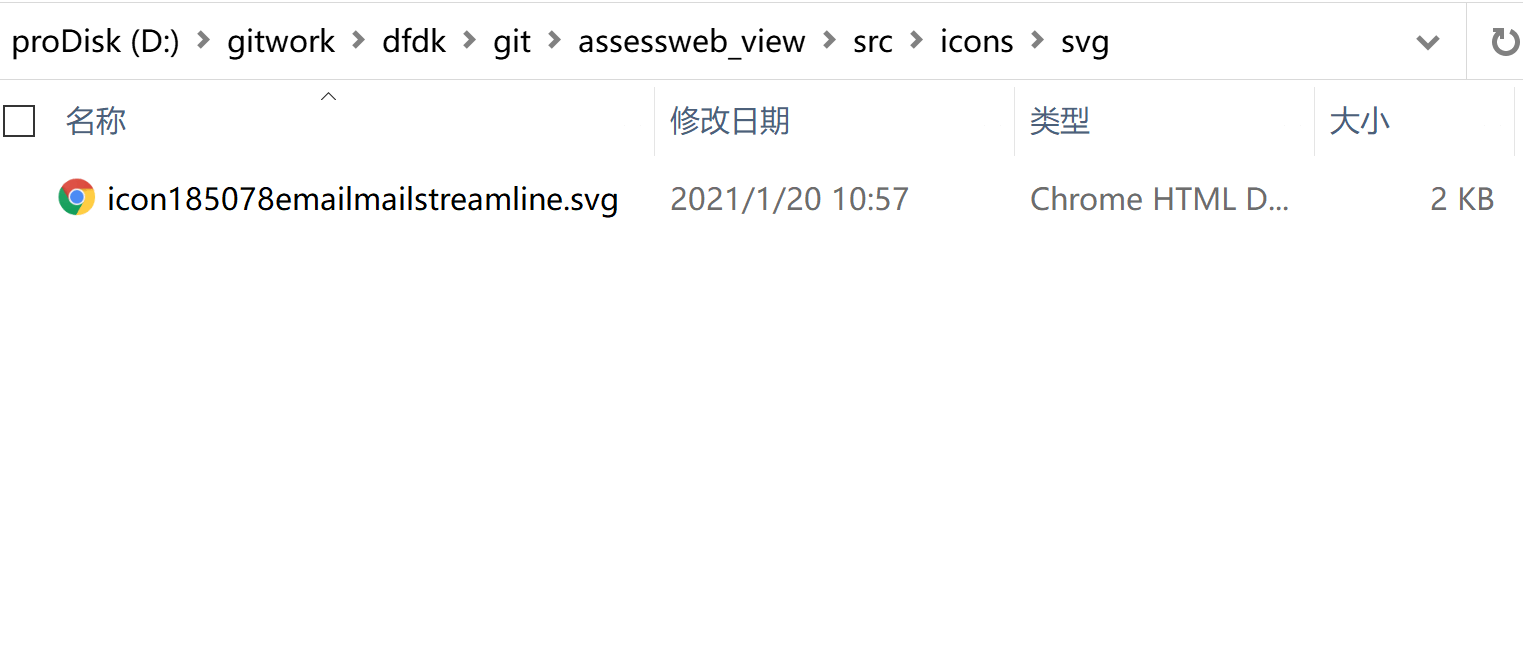 proDisk (D:) > gitwork > dfdk > git > assessweb_view > src > icons > svg
名称 修改日期 类型 大小
icon185078emailmailstreamline.svg 2021/1/20 10:57 Chrome HTML D... 2 KB